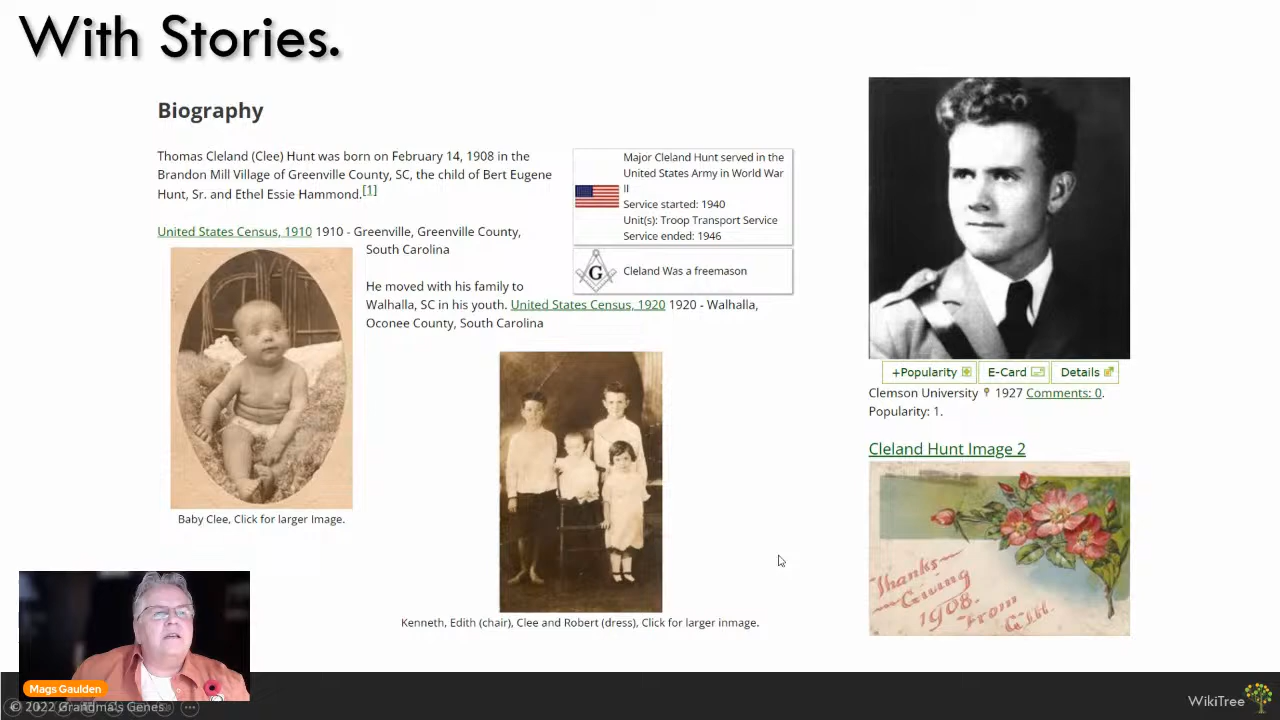 With Stories.
Biography
Thomas Cleland (Clee) Hunt was born on February 14, 1908 in the
Brandon Mill Village of Greenville County, SC, the child of Bert Eugene
Hunt, Sr. and Ethel Essie Hammond.[1]
United States Census, 1910 1910 - Greenville, Greenville County,
South Carolina
He moved with his family to
Walhalla, SC in his youth. United States Census, 1920 1920 - Walhalla,
Oconee County, South Carolina
Major Cleland Hunt served in the
United States Army in World War
II
Service started: 1940
Unit(s): Troop Transport Service
Service ended: 1946
G
Cleland Was a freemason
Baby Clee, Click for larger Image.
Kenneth, Edith (chair), Clee and Robert (dress), Click for larger inmage.
+Popularity
E-Card
Details
Clemson University 1927 Comments: 0.
Popularity: 1.
Cleland Hunt Image 2
Thanks-
Giving
1908.
From
Mags Gaulden
© 2022 Grandma's Genes
WikiTree